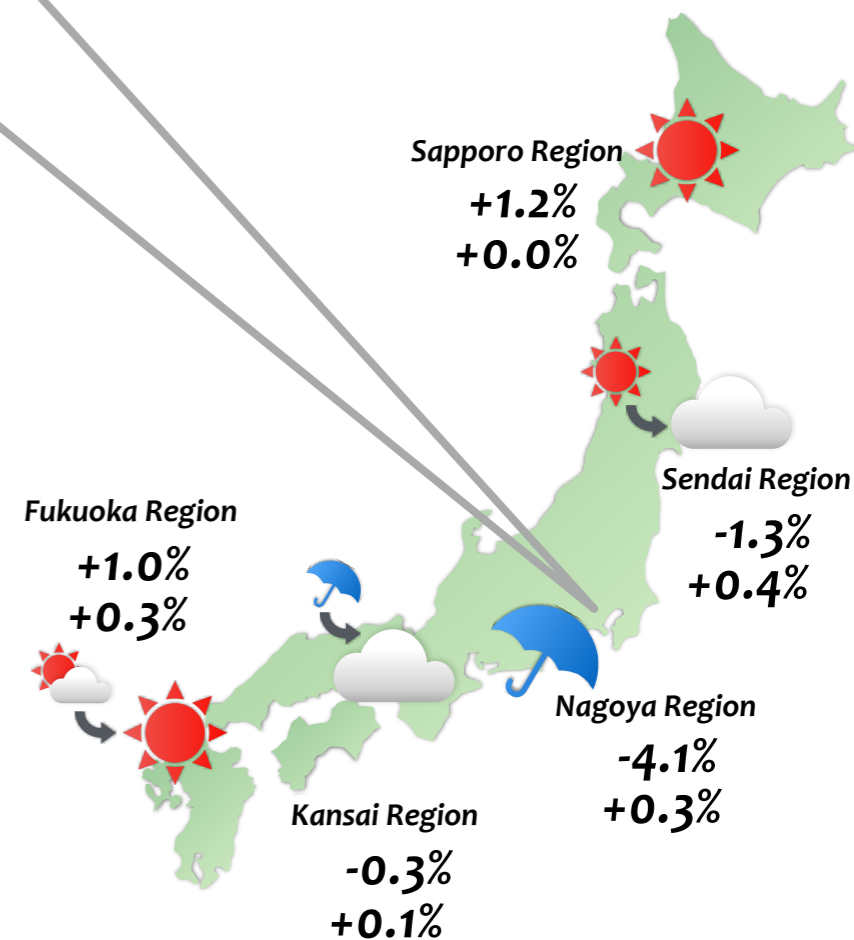 Sapporo Region
+1.2%
+0.0%
Sendai Region
-1.3%
+0.4%
Fukuoka Region
+1.0%
+0.3%
Nagoya Region
-4.1%
+0.3%
Kansai Region
-0.3%
+0.1%